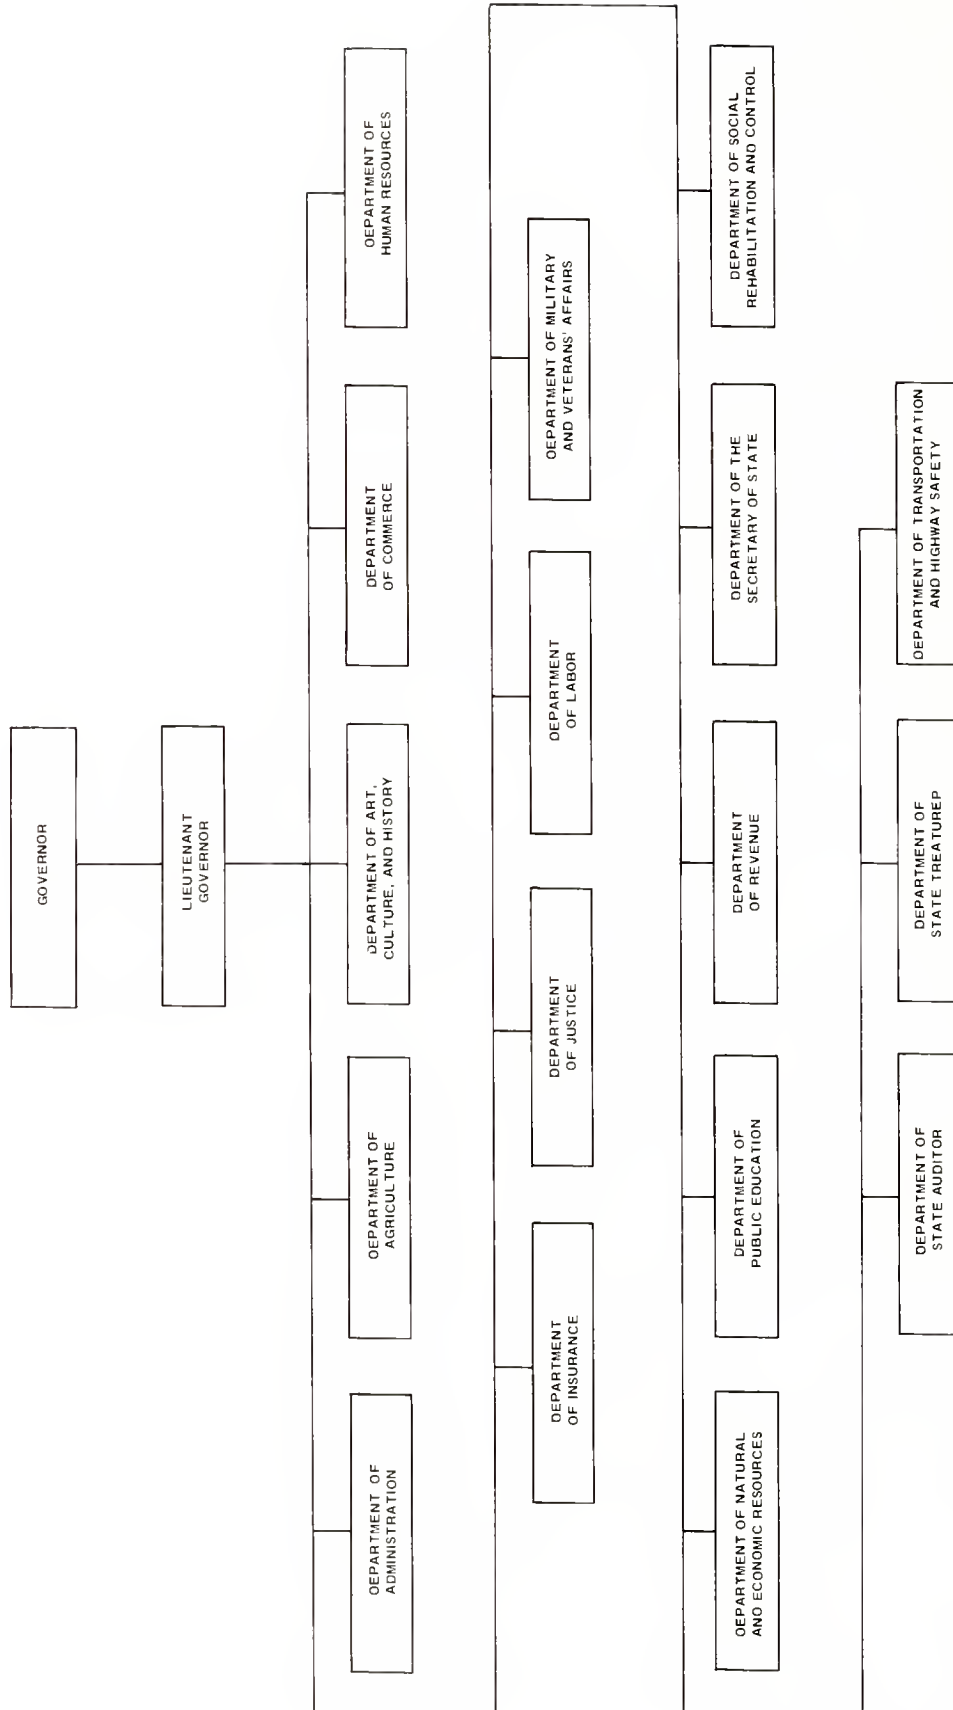 GOVERNOR
LIEUTENANT
GOVERNOR
OEPARTMENT OF
ADMINISTRATION
OEPARTMENT OF
AGRICULTURE
DEPARTMENT OF ART,
CULTURE, AND HISTORY
DEPARTMENT
OF COMMERCE
OEPARTMENT OF
HUMAN RESOURCES
DEPARTMENT
OF INSURANCE
DEPARTMENT
OF JUSTICE
DEPARTMENT
OF LABOR
OEPARTMENT OF MILITARY
AND VETERANS' AFFAIRS
OEPARTMENT OF NATURAL
ANO ECONOMIC RESOURCES
DEPARTMENT OF
PUBLIC EDUCATION
DEPARTMENT
OF REVENUE
DEPARTMENT OF THE
SECRETARY OF STATE
DEPARTMENT OF SOCIAL
REHABILITATION AND CONTROL
DEPARTMENT OF
STATE AUDITOR
DEPARTMENT OF
STATE TREATUREP
DEPARTMENT OF TRANSPORTATION
AND HIGHWAY SAFETY